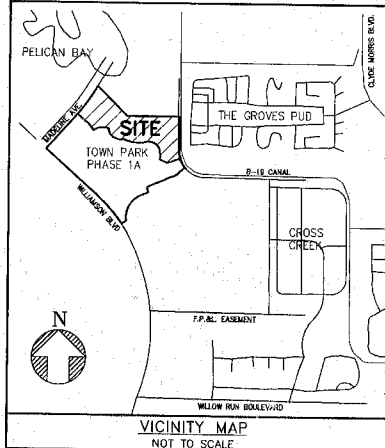 PELICAN BAY
CLYDE MORRIS BLVD.
MADELINE AVE.
SITE
THE GROVES PUD
TOWN PARK
PHASE 1A
B-19 CANAL
WILLIAMSON BLVD
CROSS
CREEK
N
F.P.&L. EASEMENT
WILLOW RUN BOULEVARD
VICINITY MAP
NOT TO SCALE